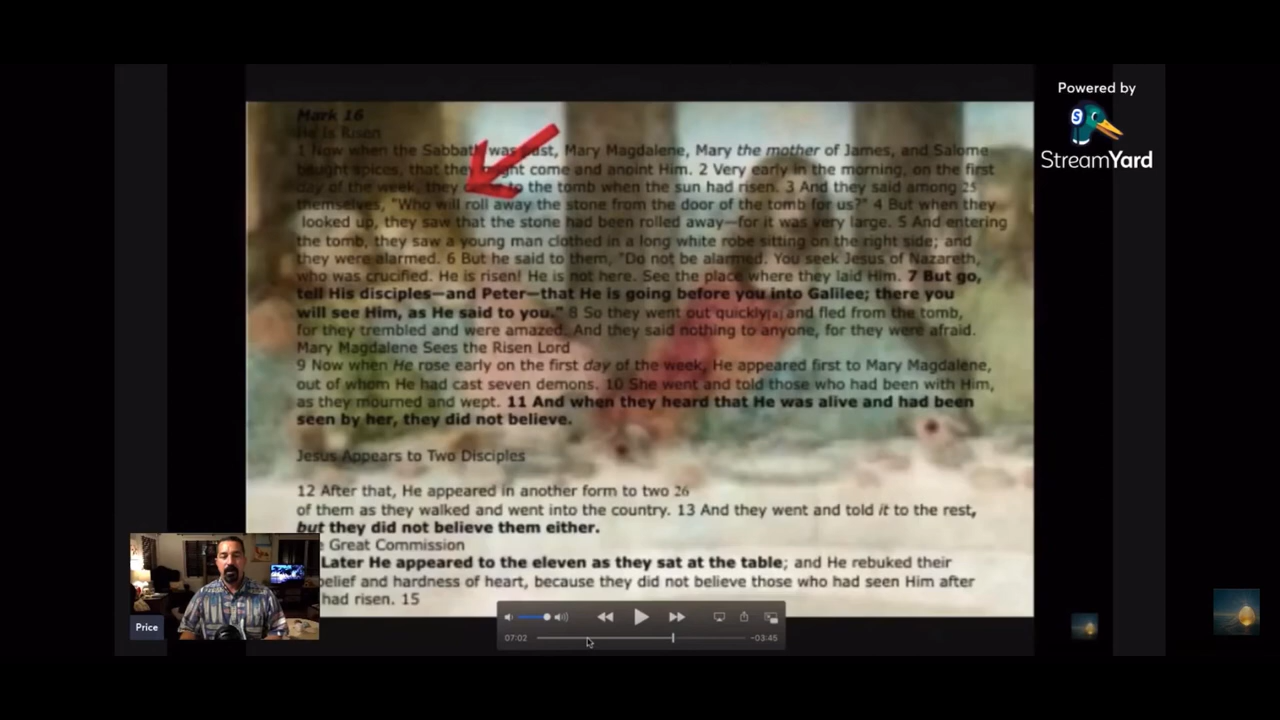 Powered by
StreamYard
Mark 16
He Is Risen
1 Now when the Sabbath was past, Mary Magdalene, Mary the mother of James, and Salome
bought spices, that they might come and anoint Him. 2 Very early in the morning, on the first
day of the week, they came to the tomb when the sun had risen. 3 And they said among 25
themselves, "Who will roll away the stone from the door of the tomb for us?" 4 But when they
looked up, they saw that the stone had been rolled away—for it was very large. 5 And entering
the tomb, they saw a young man clothed in a long white robe sitting on the right side; and
they were alarmed. 6 But he said to them, "Do not be alarmed. You seek Jesus of Nazareth,
who was crucified. He is risen! He is not here. See the place where they laid Him. 7 But go,
tell His disciples—and Peter—that He is going before you into Galilee; there you
will see Him, as He said to you." 8 So they went out quickly[a] and fled from the tomb,
for they trembled and were amazed. And they said nothing to anyone, for they were afraid.
Mary Magdalene Sees the Risen Lord
9 Now when He rose early on the first day of the week, He appeared first to Mary Magdalene,
out of whom He had cast seven demons. 10 She went and told those who had been with Him,
as they mourned and wept. 11 And when they heard that He was alive and had been
seen by her, they did not believe.
Jesus Appears to Two Disciples
12 After that, He appeared in another form to two 26
of them as they walked and went into the country. 13 And they went and told it to the rest,
but they did not believe them either.
Great Commission
Later He appeared to the eleven as they sat at the table; and He rebuked their
belief and hardness of heart, because they did not believe those who had seen Him after
had risen. 15
Price
07:02
-03:45